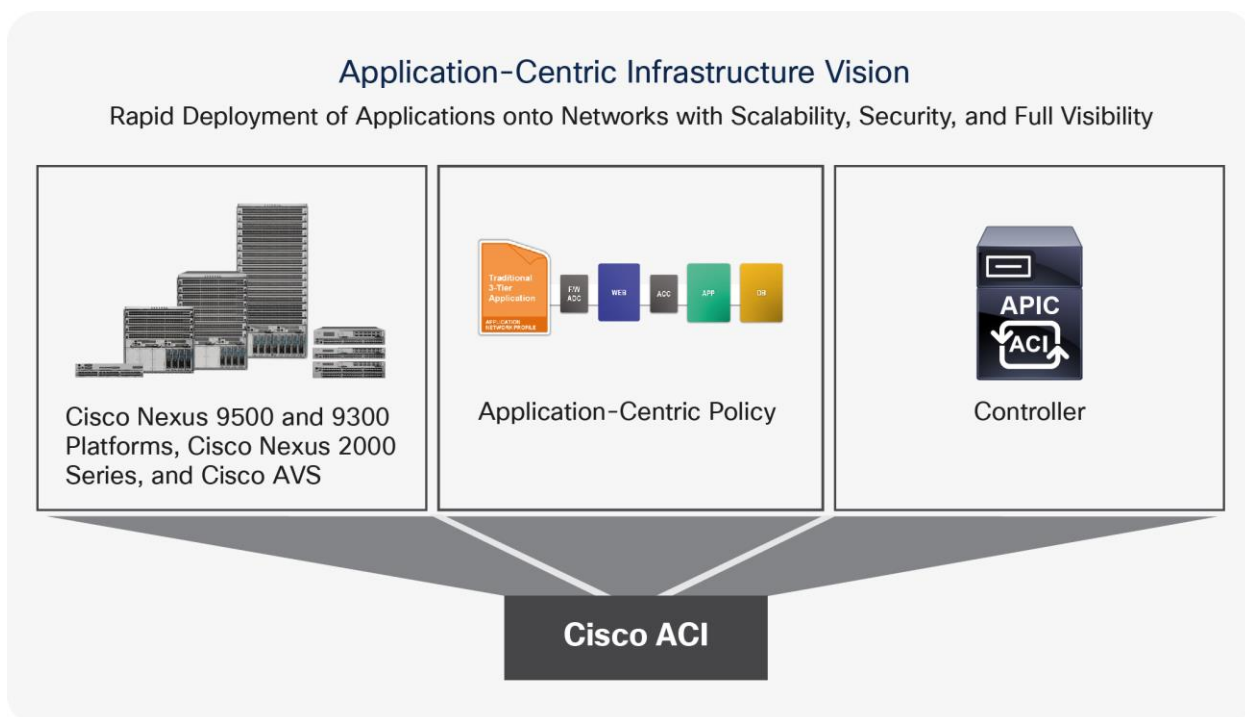 Application-Centric Infrastructure Vision
Rapid Deployment of Applications onto Networks with Scalability, Security, and Full Visibility
Traditional
3-Tier
Application
APPLICATION
NETWORK PROFILE
F/W
ADC
WEB
ACC
APP
DB
APIC
ACI
Cisco Nexus 9500 and 9300
Platforms, Cisco Nexus 2000
Series, and Cisco AVS
Application-Centric Policy
Controller
Cisco ACI